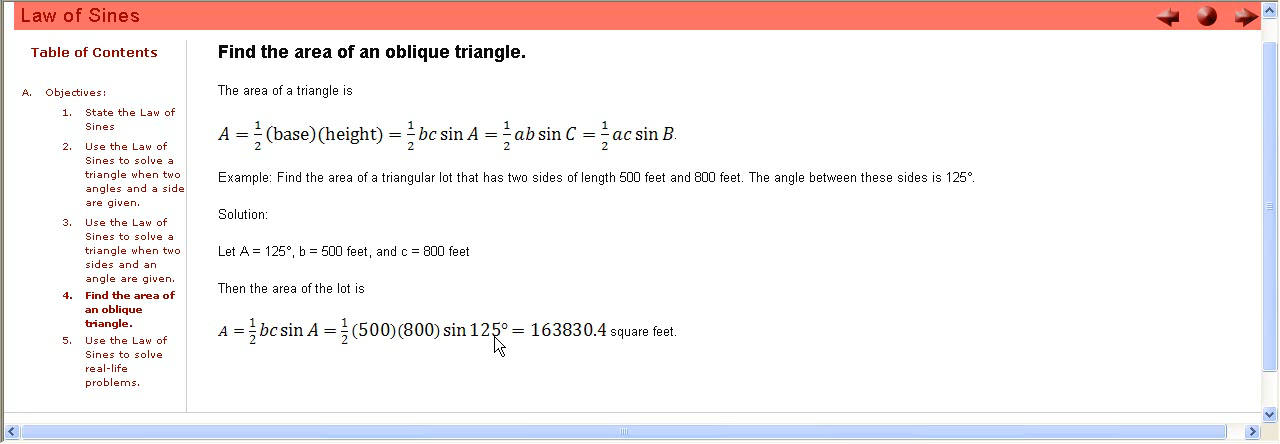 Law of Sines
Table of Contents
A. Objectives:
1. State the Law of
Sines
2. Use the Law of
Sines to solve a
triangle when two
angles and a side
are given.
3. Use the Law of
Sines to solve a
triangle when two
sides and an
angle are given.
4. Find the area of
an oblique
triangle.
5. Use the Law of
Sines to solve
real-life
problems.
Find the area of an oblique triangle.
The area of a triangle is
A = 1/2 (base)(height) = 1/2 bc sin A = 1/2 ab sin C = 1/2 ac sin B.
Example: Find the area of a triangular lot that has two sides of length 500 feet and 800 feet. The angle between these sides is 125°.
Solution:
Let A = 125°, b = 500 feet, and c = 800 feet
Then the area of the lot is
A = 1/2 bc sin A = 1/2 (500)(800) sin 125° = 163830.4 square feet.